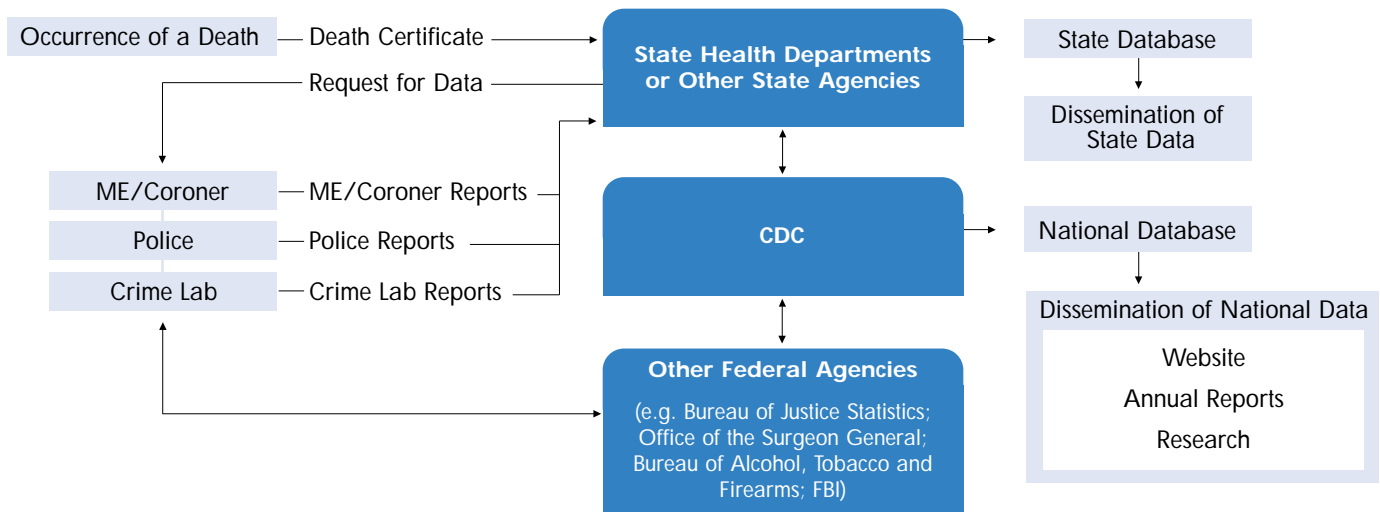 Occurrence of a Death
Death Certificate
Request for Data
State Health Departments
or Other State Agencies
State Database
Dissemination of
State Data
ME/Coroner
ME/Coroner Reports
Police
Police Reports
Crime Lab
Crime Lab Reports
CDC
National Database
Dissemination of National Data
Website
Annual Reports
Research
Other Federal Agencies
(e.g. Bureau of Justice Statistics;
Office of the Surgeon General;
Bureau of Alcohol, Tobacco and
Firearms; FBI)